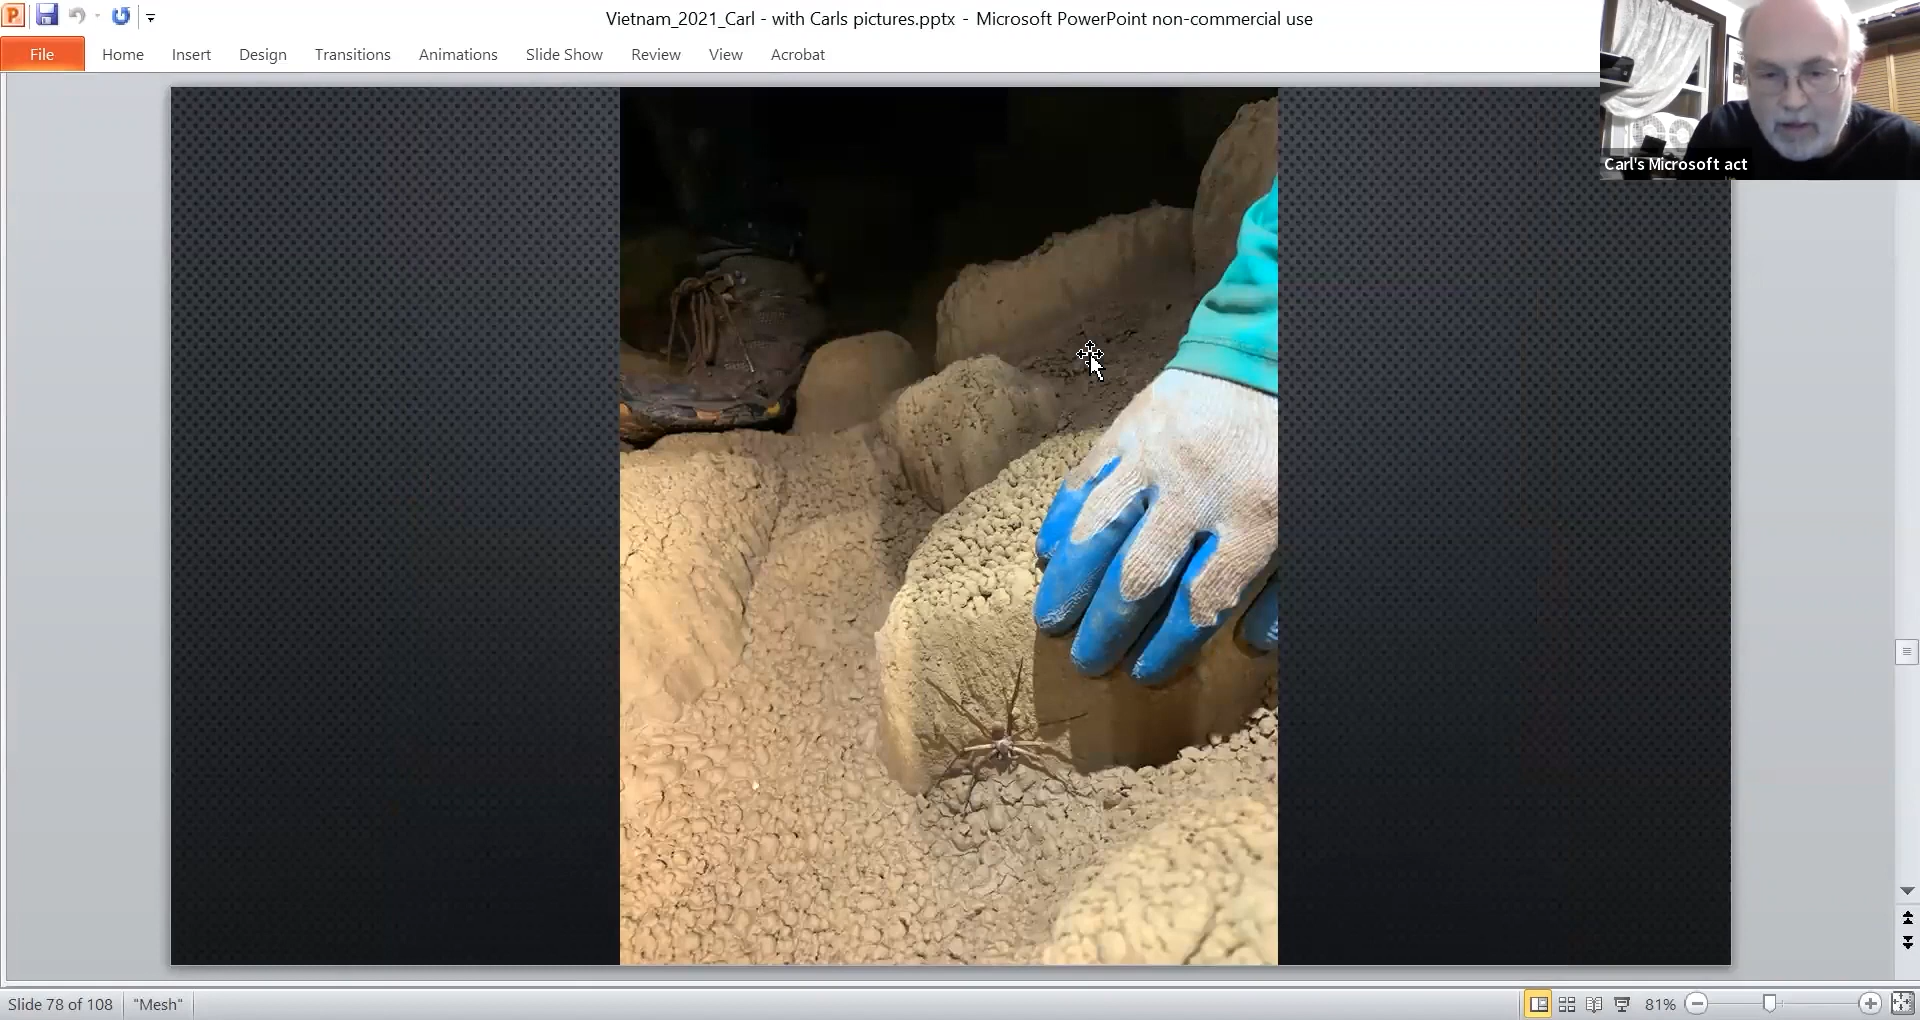 Vietnam_2021_Carl - with Carls pictures.pptx - Microsoft PowerPoint non-commercial use
File Home Insert Design Transitions Animations Slide Show Review View Acrobat
Carl's Microsoft act
Slide 78 of 108 "Mesh" 81%